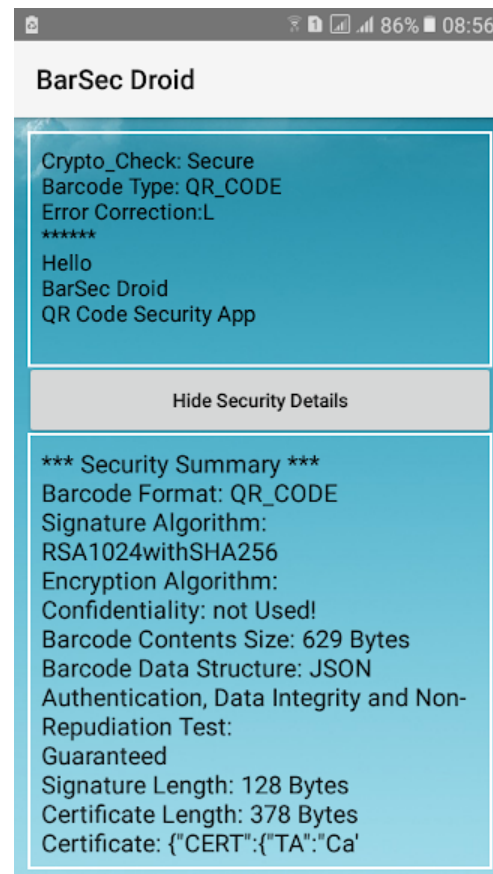 86% 08:56
BarSec Droid
Crypto_Check: Secure
Barcode Type: QR_CODE
Error Correction:L
******
Hello
BarSec Droid
QR Code Security App
Hide Security Details
*** Security Summary ***
Barcode Format: QR_CODE
Signature Algorithm:
RSA1024withSHA256
Encryption Algorithm:
Confidentiality: not Used!
Barcode Contents Size: 629 Bytes
Barcode Data Structure: JSON
Authentication, Data Integrity and Non-
Repudiation Test:
Guaranteed
Signature Length: 128 Bytes
Certificate Length: 378 Bytes
Certificate: {"CERT":{"TA":"Ca'